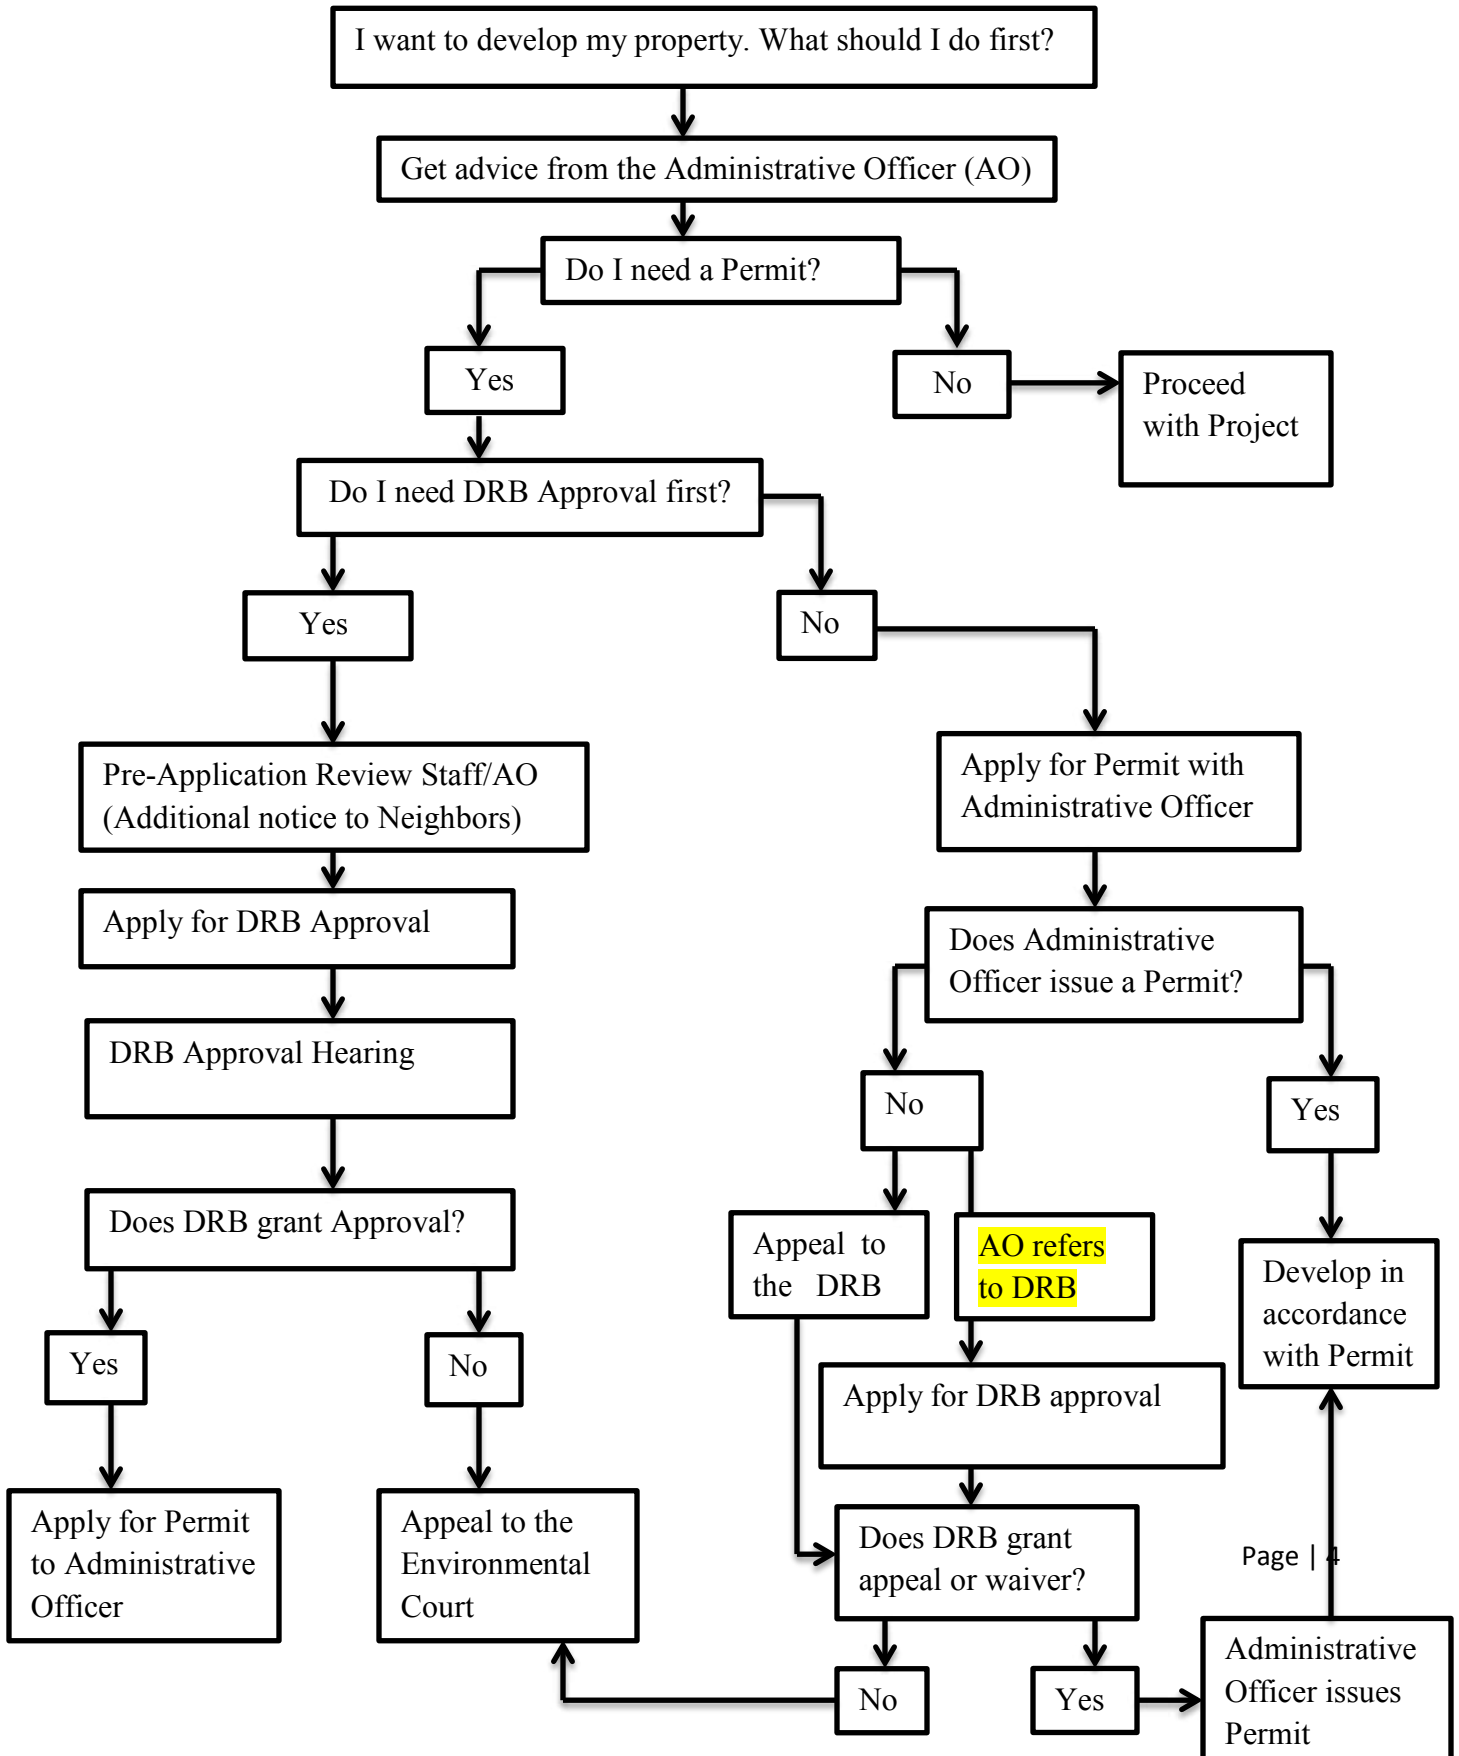 I want to develop my property. What should I do first?
Get advice from the Administrative Officer (AO)
Do I need a Permit?
Yes
No
Proceed
with Project
Do I need DRB Approval first?
Yes
No
Pre-Application Review Staff/AO
(Additional notice to Neighbors)
Apply for Permit with
Administrative Officer
Apply for DRB Approval
Does Administrative
Officer issue a Permit?
DRB Approval Hearing
No
Yes
Does DRB grant Approval?
Appeal to
the DRB
AO refers
to DRB
Develop in
accordance
with Permit
Yes
No
Apply for DRB approval
Apply for Permit
to Administrative
Officer
Appeal to the
Environmental
Court
Does DRB grant
appeal or waiver?
Page | 4
No
Yes
Administrative
Officer issues
Permit